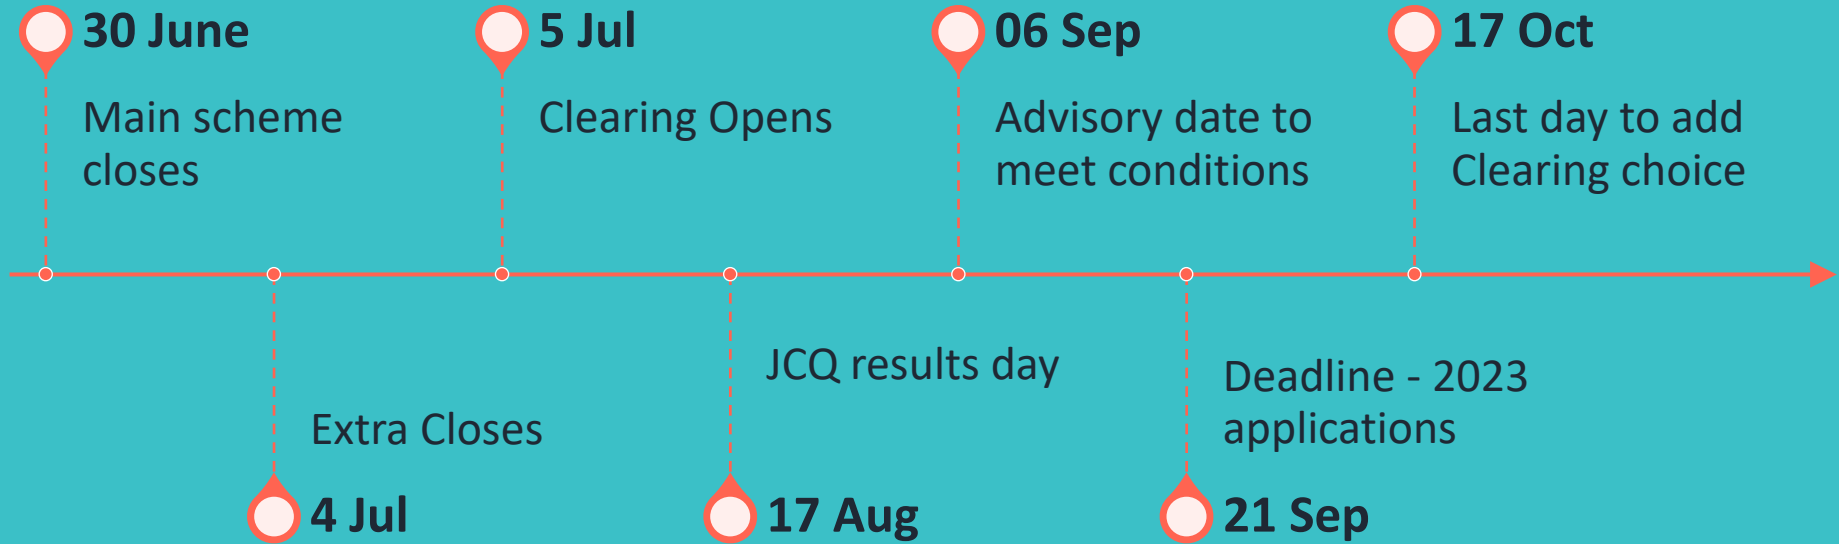 30 June
Main scheme
closes
5 Jul
Clearing Opens
06 Sep
Advisory date to
meet conditions
17 Oct
Last day to add
Clearing choice
Extra Closes
4 Jul
JCQ results day
17 Aug
Deadline - 2023
applications
21 Sep